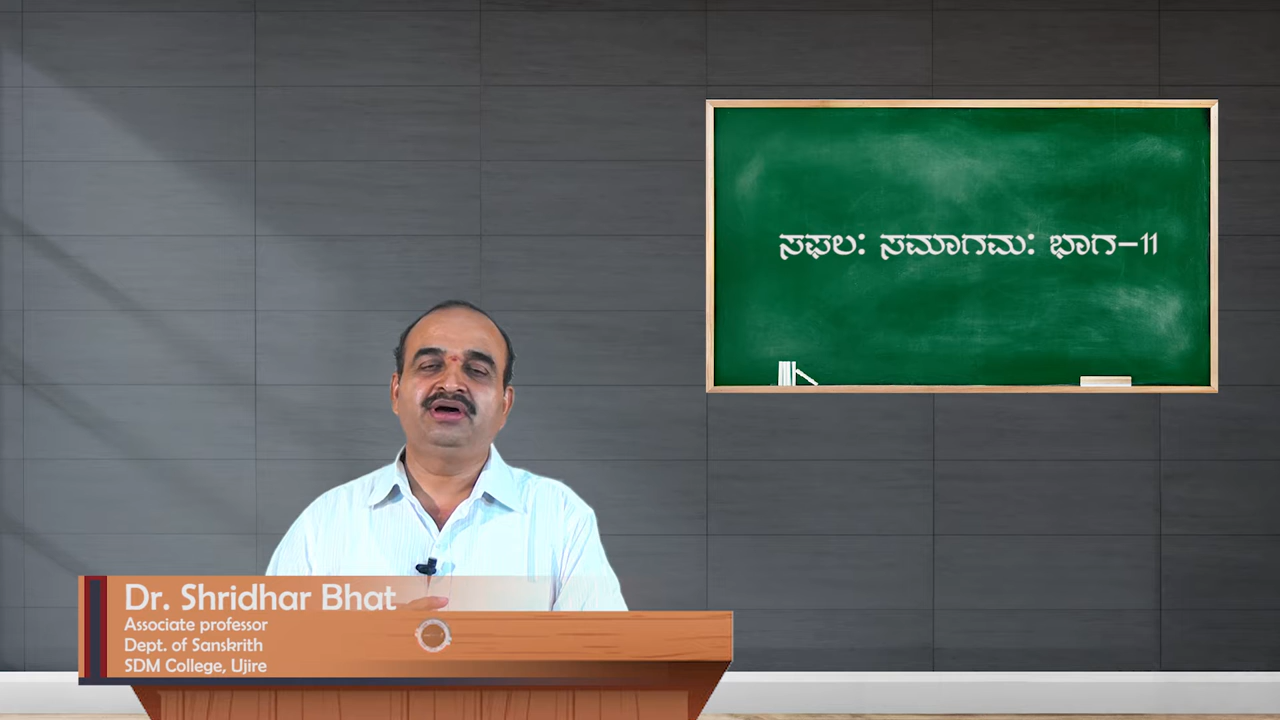 ಸಫಲಃ ಸಮಾಗಮಃ ಭಾಗ-11
Dr. Shridhar Bhat
Associate professor
Dept. of Sanskrith
SDM College, Ujire